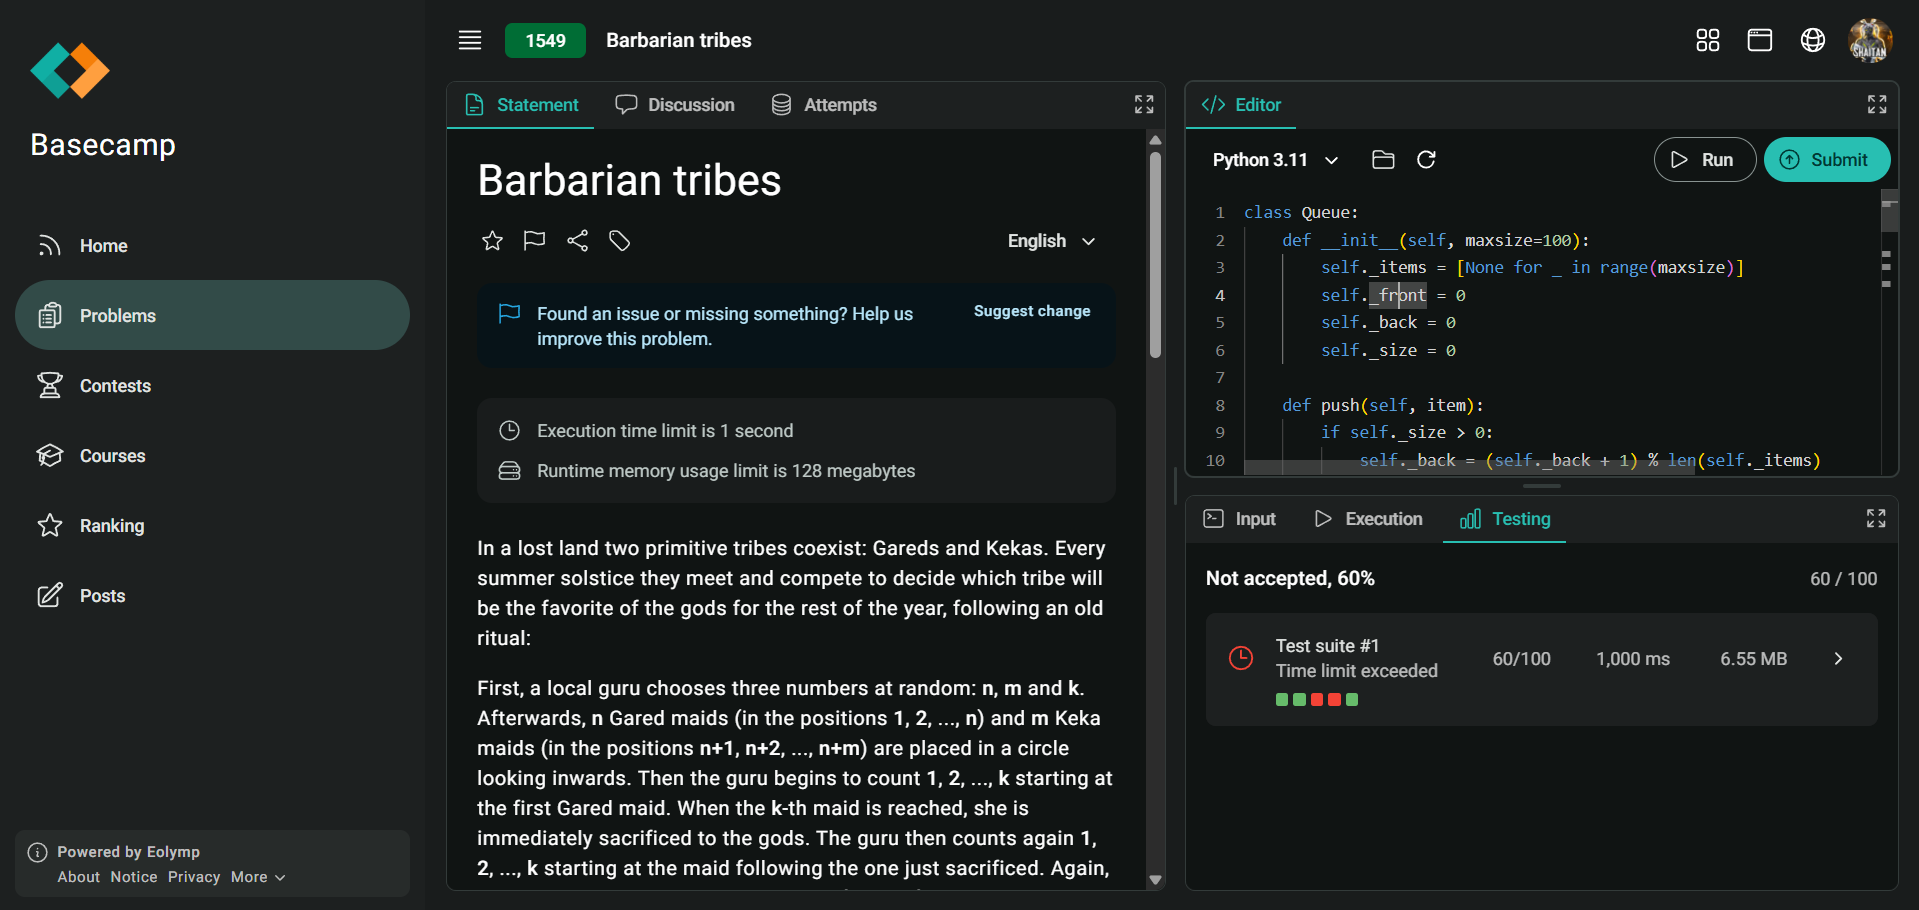 Basecamp
Home
Problems
Contests
Courses
Ranking
Posts
Powered by Eolymp
About Notice Privacy More
1549 Barbarian tribes
SHAITAN
Statement Discussion Attempts
Barbarian tribes
English
Found an issue or missing something? Help us
improve this problem.
Suggest change
Execution time limit is 1 second
Runtime memory usage limit is 128 megabytes
In a lost land two primitive tribes coexist: Gareds and Kekas. Every
summer solstice they meet and compete to decide which tribe will
be the favorite of the gods for the rest of the year, following an old
ritual:
First, a local guru chooses three numbers at random: n, m and k.
Afterwards, n Gared maids (in the positions 1, 2, ..., n) and m Keka
maids (in the positions n+1, n+2, ..., n+m) are placed in a circle
looking inwards. Then the guru begins to count 1, 2, ..., k starting at
the first Gared maid. When the k-th maid is reached, she is
immediately sacrificed to the gods. The guru then counts again 1,
2, ..., k starting at the maid following the one just sacrificed. Again,
Editor
Python 3.11
Run
Submit
1 class Queue:
2 def __init__(self, maxsize=100):
3 self._items = [None for _ in range(maxsize)]
4 self._front = 0
5 self._back = 0
6 self._size = 0
7
8 def push(self, item):
9 if self._size > 0:
10 self._back = (self._back + 1) % len(self._items)
Input Execution Testing
Not accepted, 60% 60 / 100
Test suite #1
Time limit exceeded
60/100 1,000 ms 6.55 MB